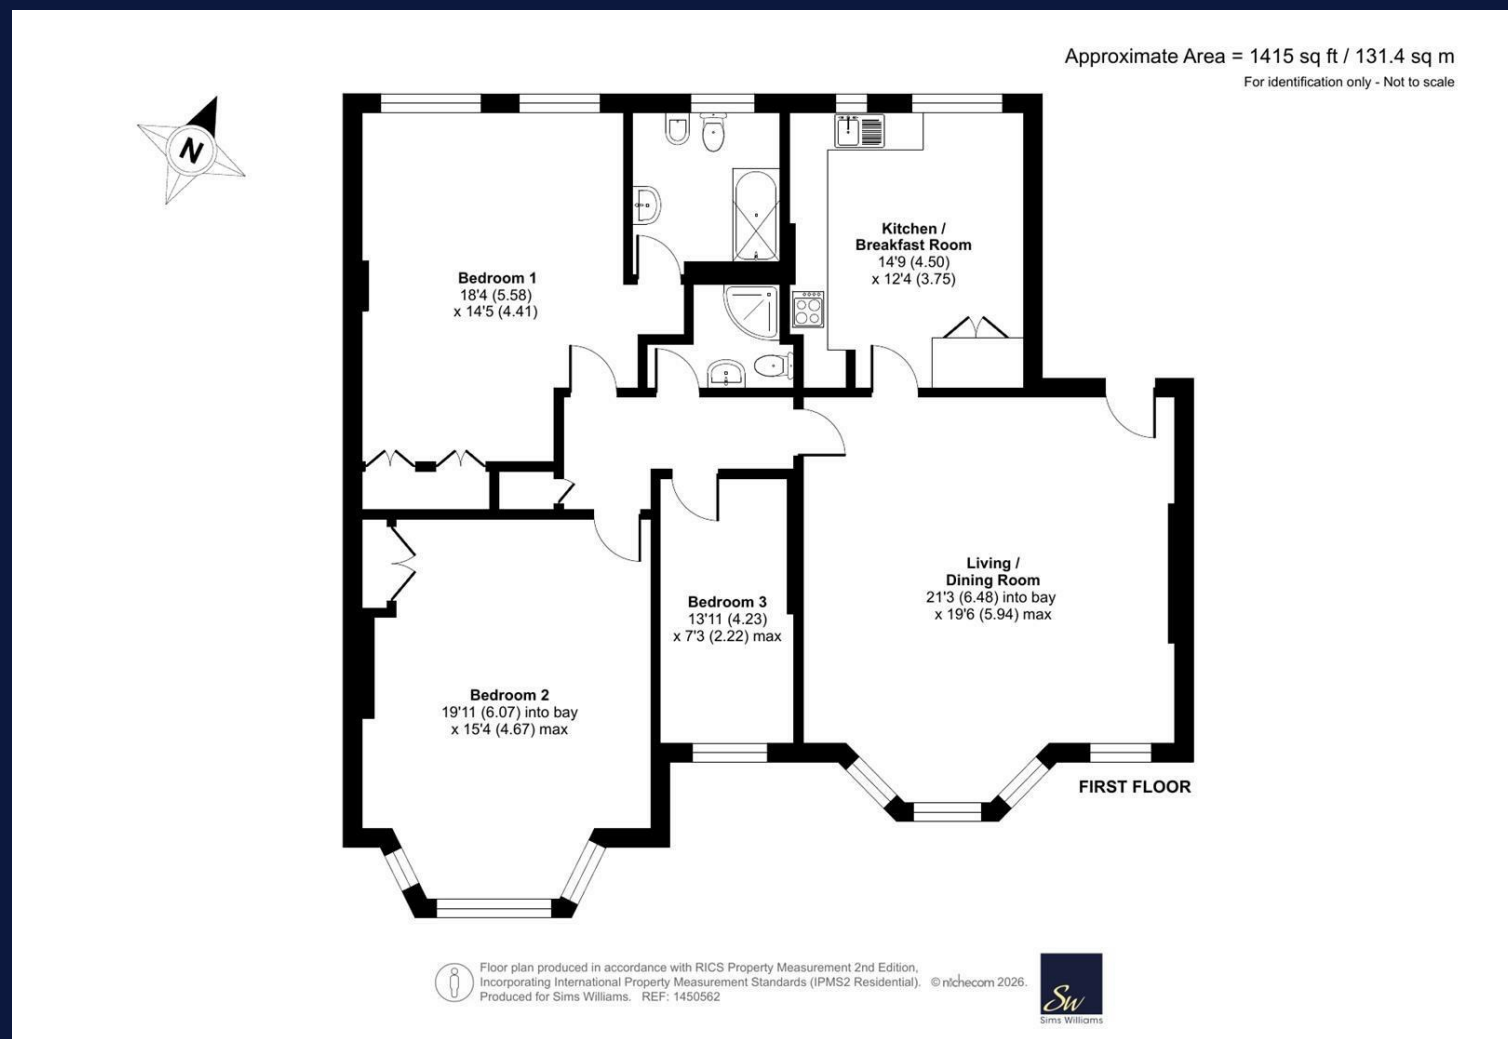 Approximate Area = 1415 sq ft / 131.4 sq m
For identification only - Not to scale
N
Bedroom 1
18'4 (5.58)
x 14'5 (4.41)
Kitchen /
Breakfast Room
14'9 (4.50)
x 12'4 (3.75)
Living /
Dining Room
21'3 (6.48) into bay
x 19'6 (5.94) max
Bedroom 3
13'11 (4.23)
x 7'3 (2.22) max
Bedroom 2
19'11 (6.07) into bay
x 15'4 (4.67) max
FIRST FLOOR
Floor plan produced in accordance with RICS Property Measurement 2nd Edition,
Incorporating International Property Measurement Standards (IPMS2 Residential). © nichecom 2026.
Produced for Sims Williams. REF: 1450562
SW
Sims Williams